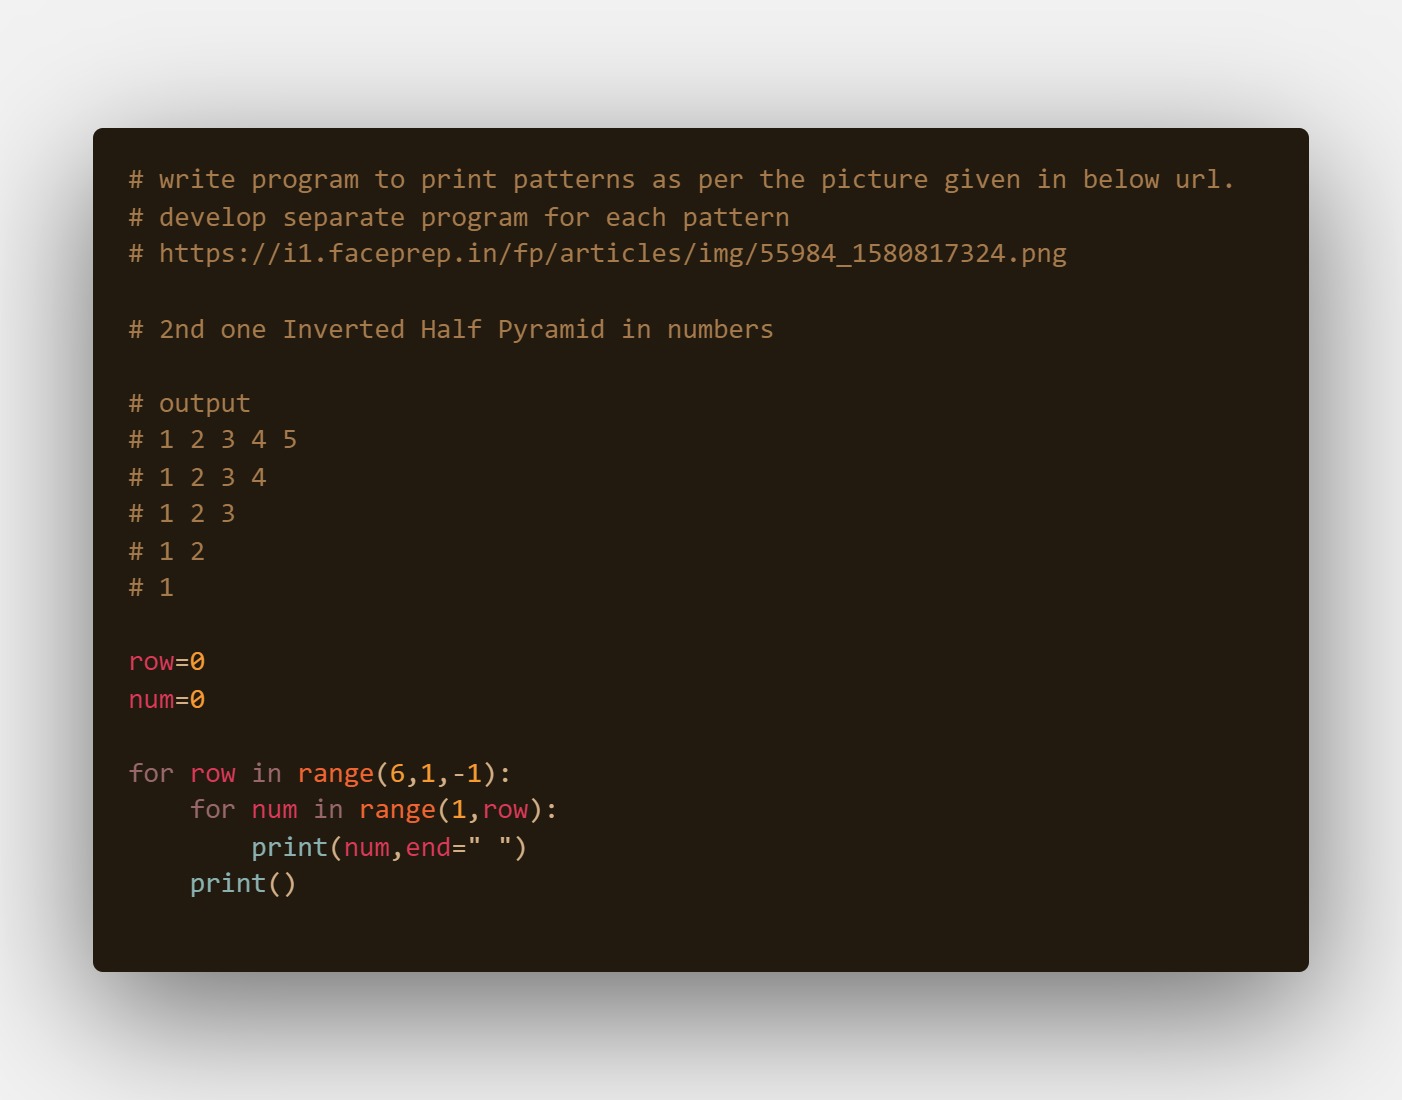 # write program to print patterns as per the picture given in below url.
# develop separate program for each pattern
# https://i1.faceprep.in/fp/articles/img/55984_1580817324.png

# 2nd one Inverted Half Pyramid in numbers

# output
# 1 2 3 4 5
# 1 2 3 4
# 1 2 3
# 1 2
# 1

row=0
num=0

for row in range(6,1,-1):
    for num in range(1,row):
        print(num,end=" ")
    print()